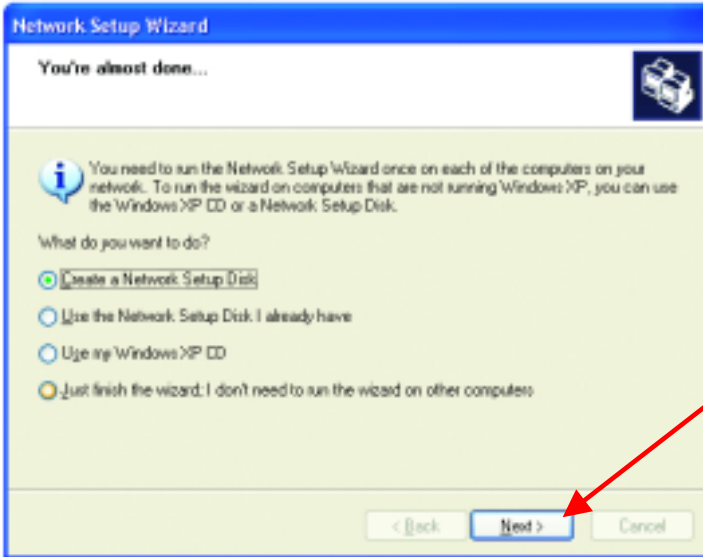 Network Setup Wizard
You're almost done...
You need to run the Network Setup Wizard once on each of the computers on your
network. To run the wizard on computers that are not running Windows XP, you can use
the Windows XP CD or a Network Setup Disk.
What do you want to do?
Create a Network Setup Disk
Use the Network Setup Disk I already have
Use my Windows XP CD
Just finish the wizard; I don't need to run the wizard on other computers
< Back
Next >
Cancel